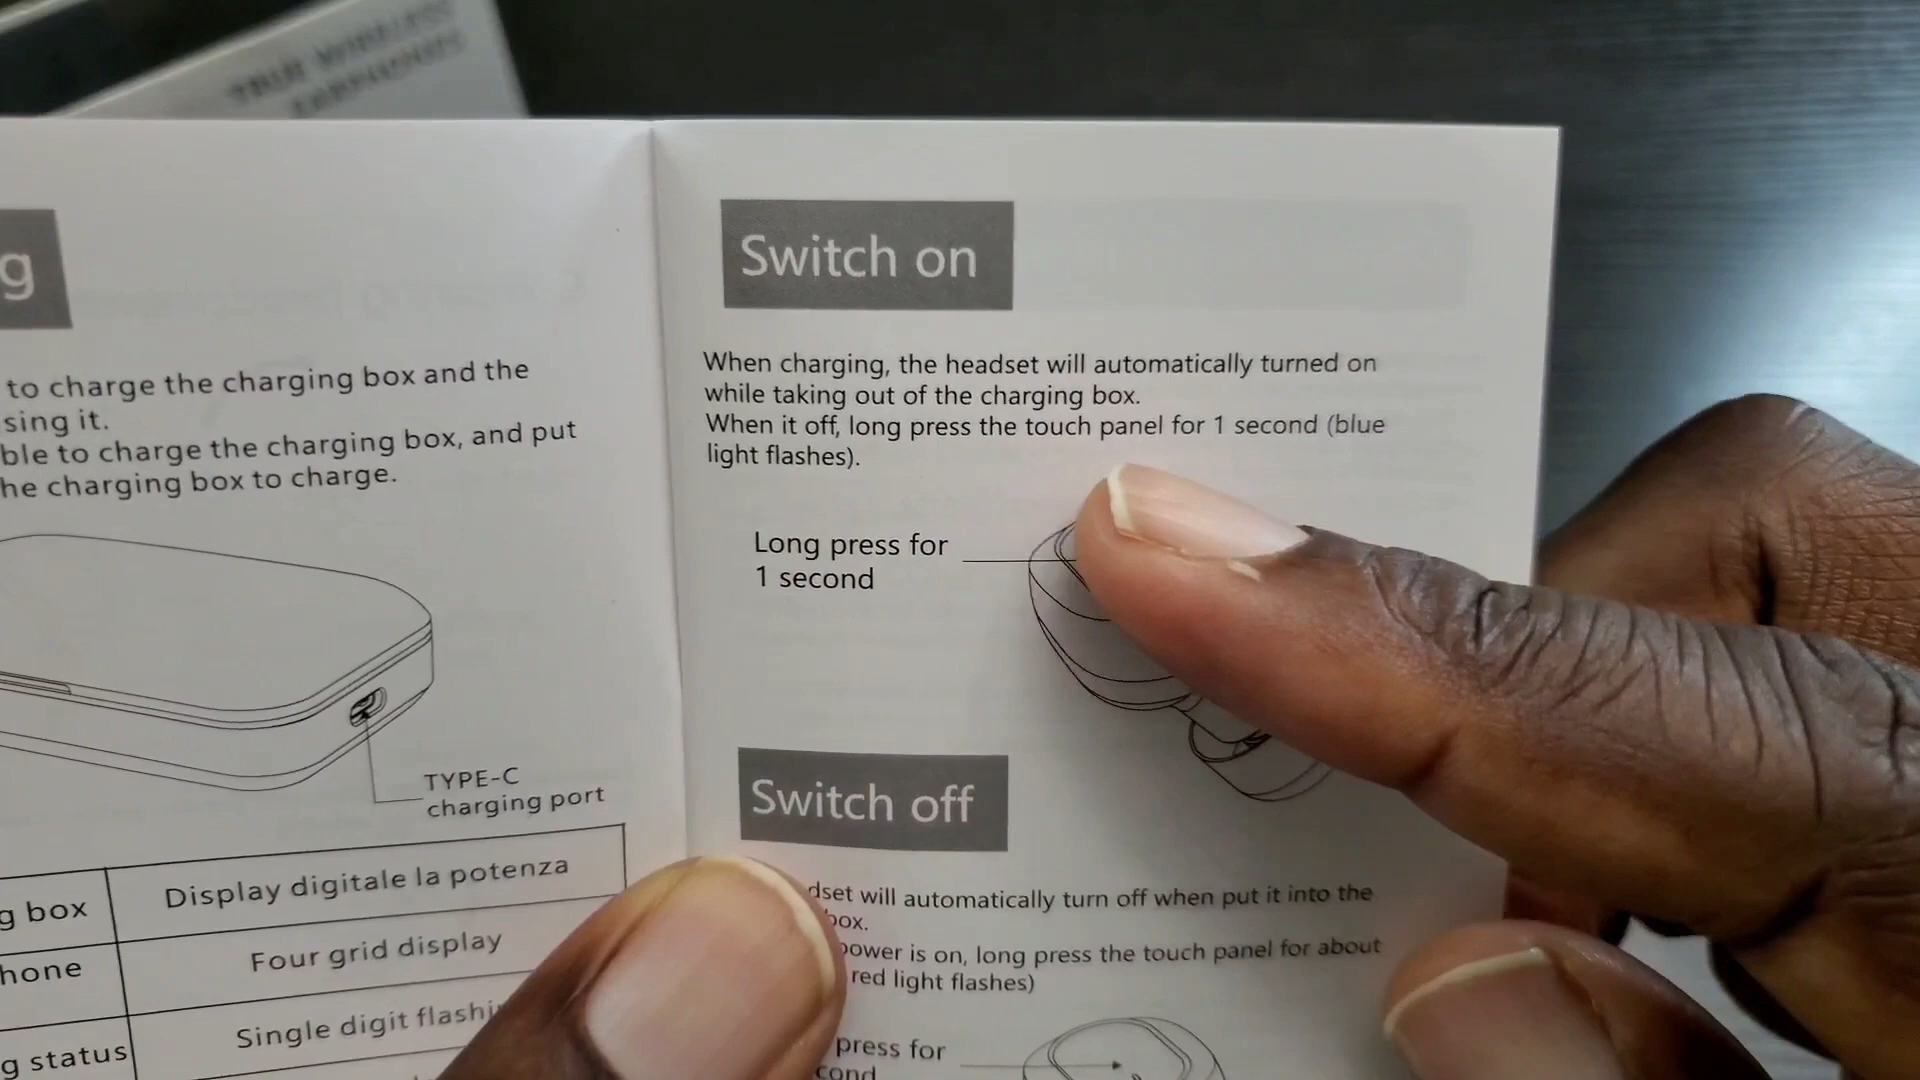 TRUE WIRELESS
EARPHONES
g
to charge the charging box and the
sing it.
ble to charge the charging box, and put
he charging box to charge.
TYPE-C
charging port
g box
Display digitale la potenza
hone
Four grid display
g status
Single digit flashi
Switch on
When charging, the headset will automatically turned on
while taking out of the charging box.
When it off, long press the touch panel for 1 second (blue
light flashes).
Long press for
1 second
Switch off
dset will automatically turn off when put it into the
box.
power is on, long press the touch panel for about
red light flashes)
press for
cond